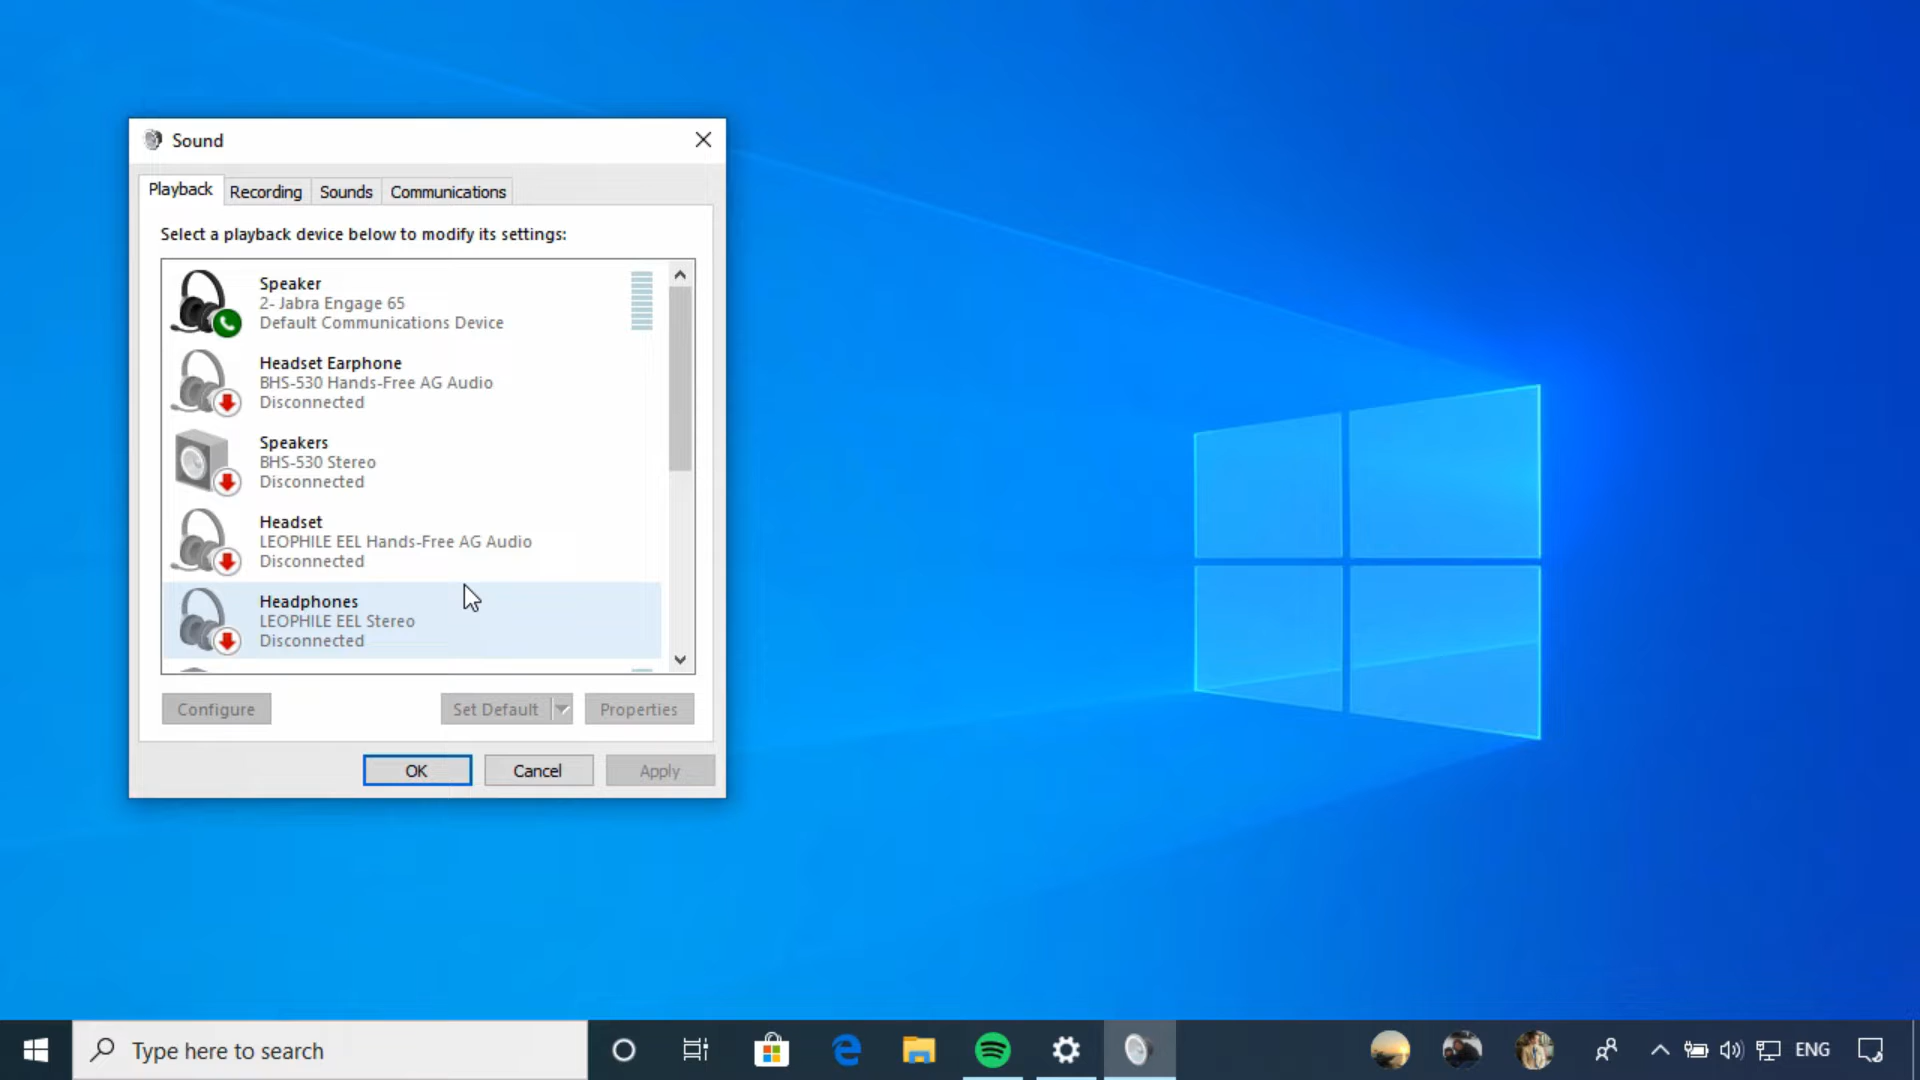 Sound
Playback
Recording
Sounds
Communications
Select a playback device below to modify its settings:
Speaker
2- Jabra Engage 65
Default Communications Device
Headset Earphone
BHS-530 Hands-Free AG Audio
Disconnected
Speakers
BHS-530 Stereo
Disconnected
Headset
LEOPHILE EEL Hands-Free AG Audio
Disconnected
Headphones
LEOPHILE EEL Stereo
Disconnected
Configure
Set Default
Properties
OK
Cancel
Apply
Type here to search
ENG